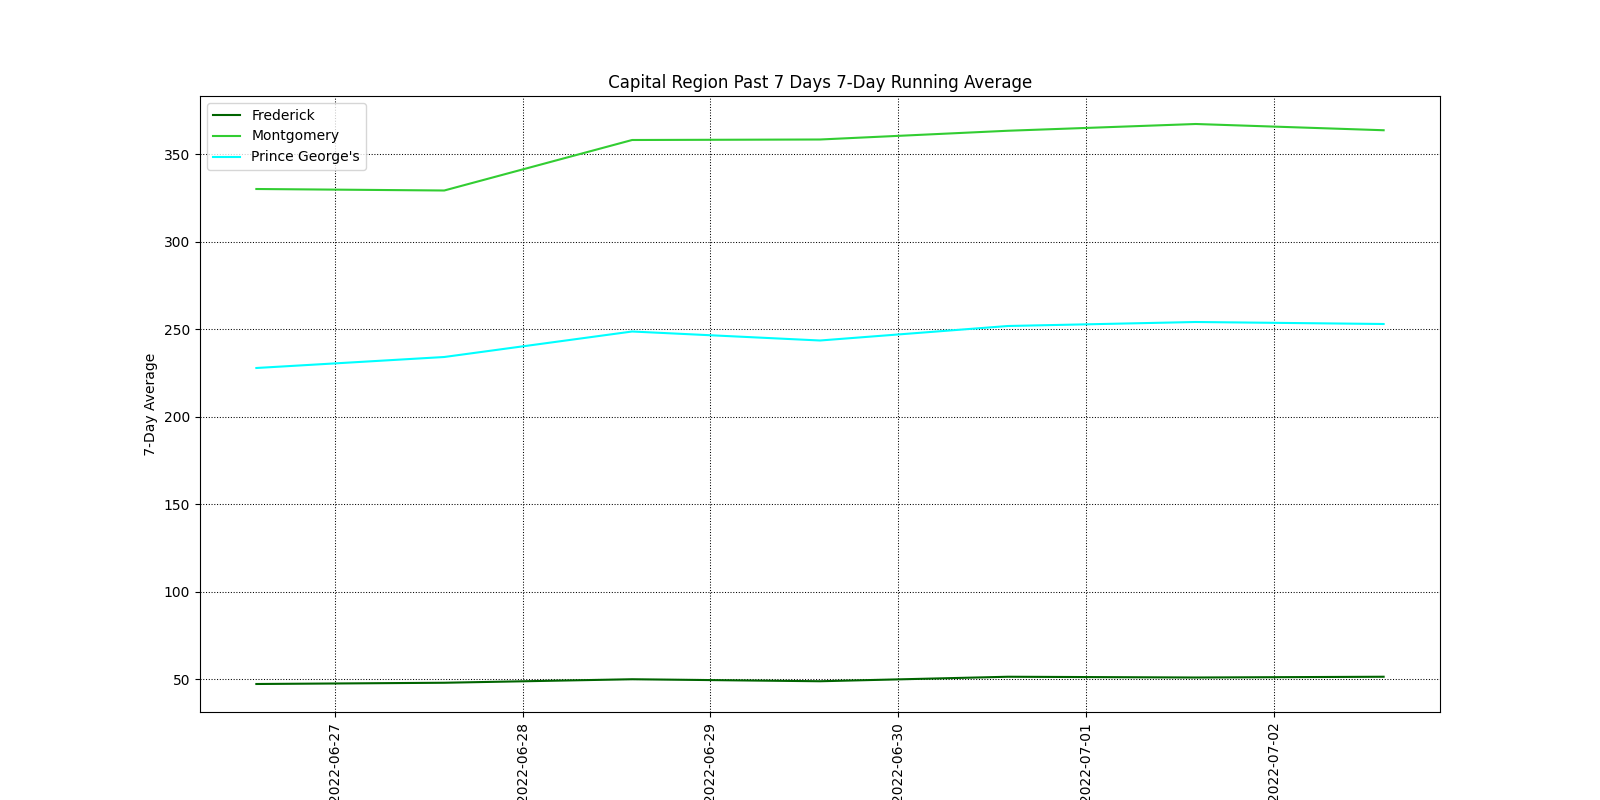 Capital Region Past 7 Days 7-Day Running Average
Frederick
Montgomery
Prince George's
350
300
250
200
150
100
50
7-Day Average
2022-06-27
2022-06-28
2022-06-29
2022-06-30
2022-07-01
2022-07-02